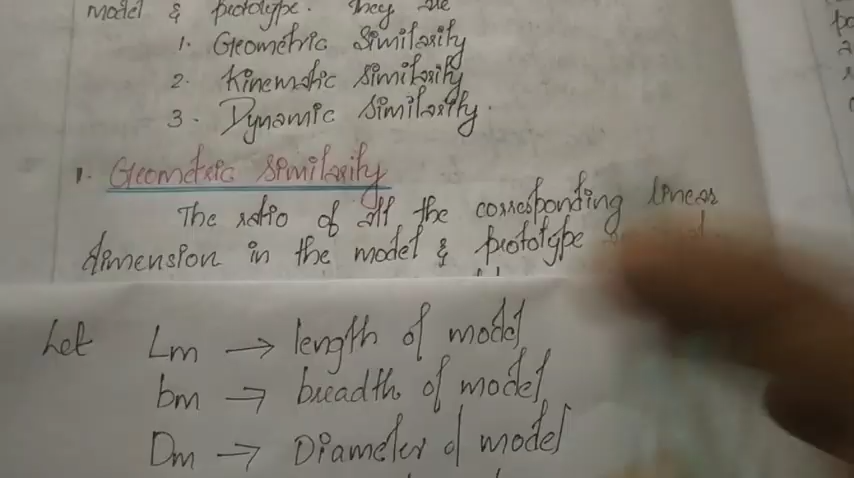 model & prototype. They are
1. Geometric Similarity
2. Kinematic Similarity
3. Dynamic Similarity.
1. Geometric Similarity
The ratio of all the corresponding linear
dimension in the model & prototype
Let Lm → length of model
bm → breadth of model
Dm → Diameter of model